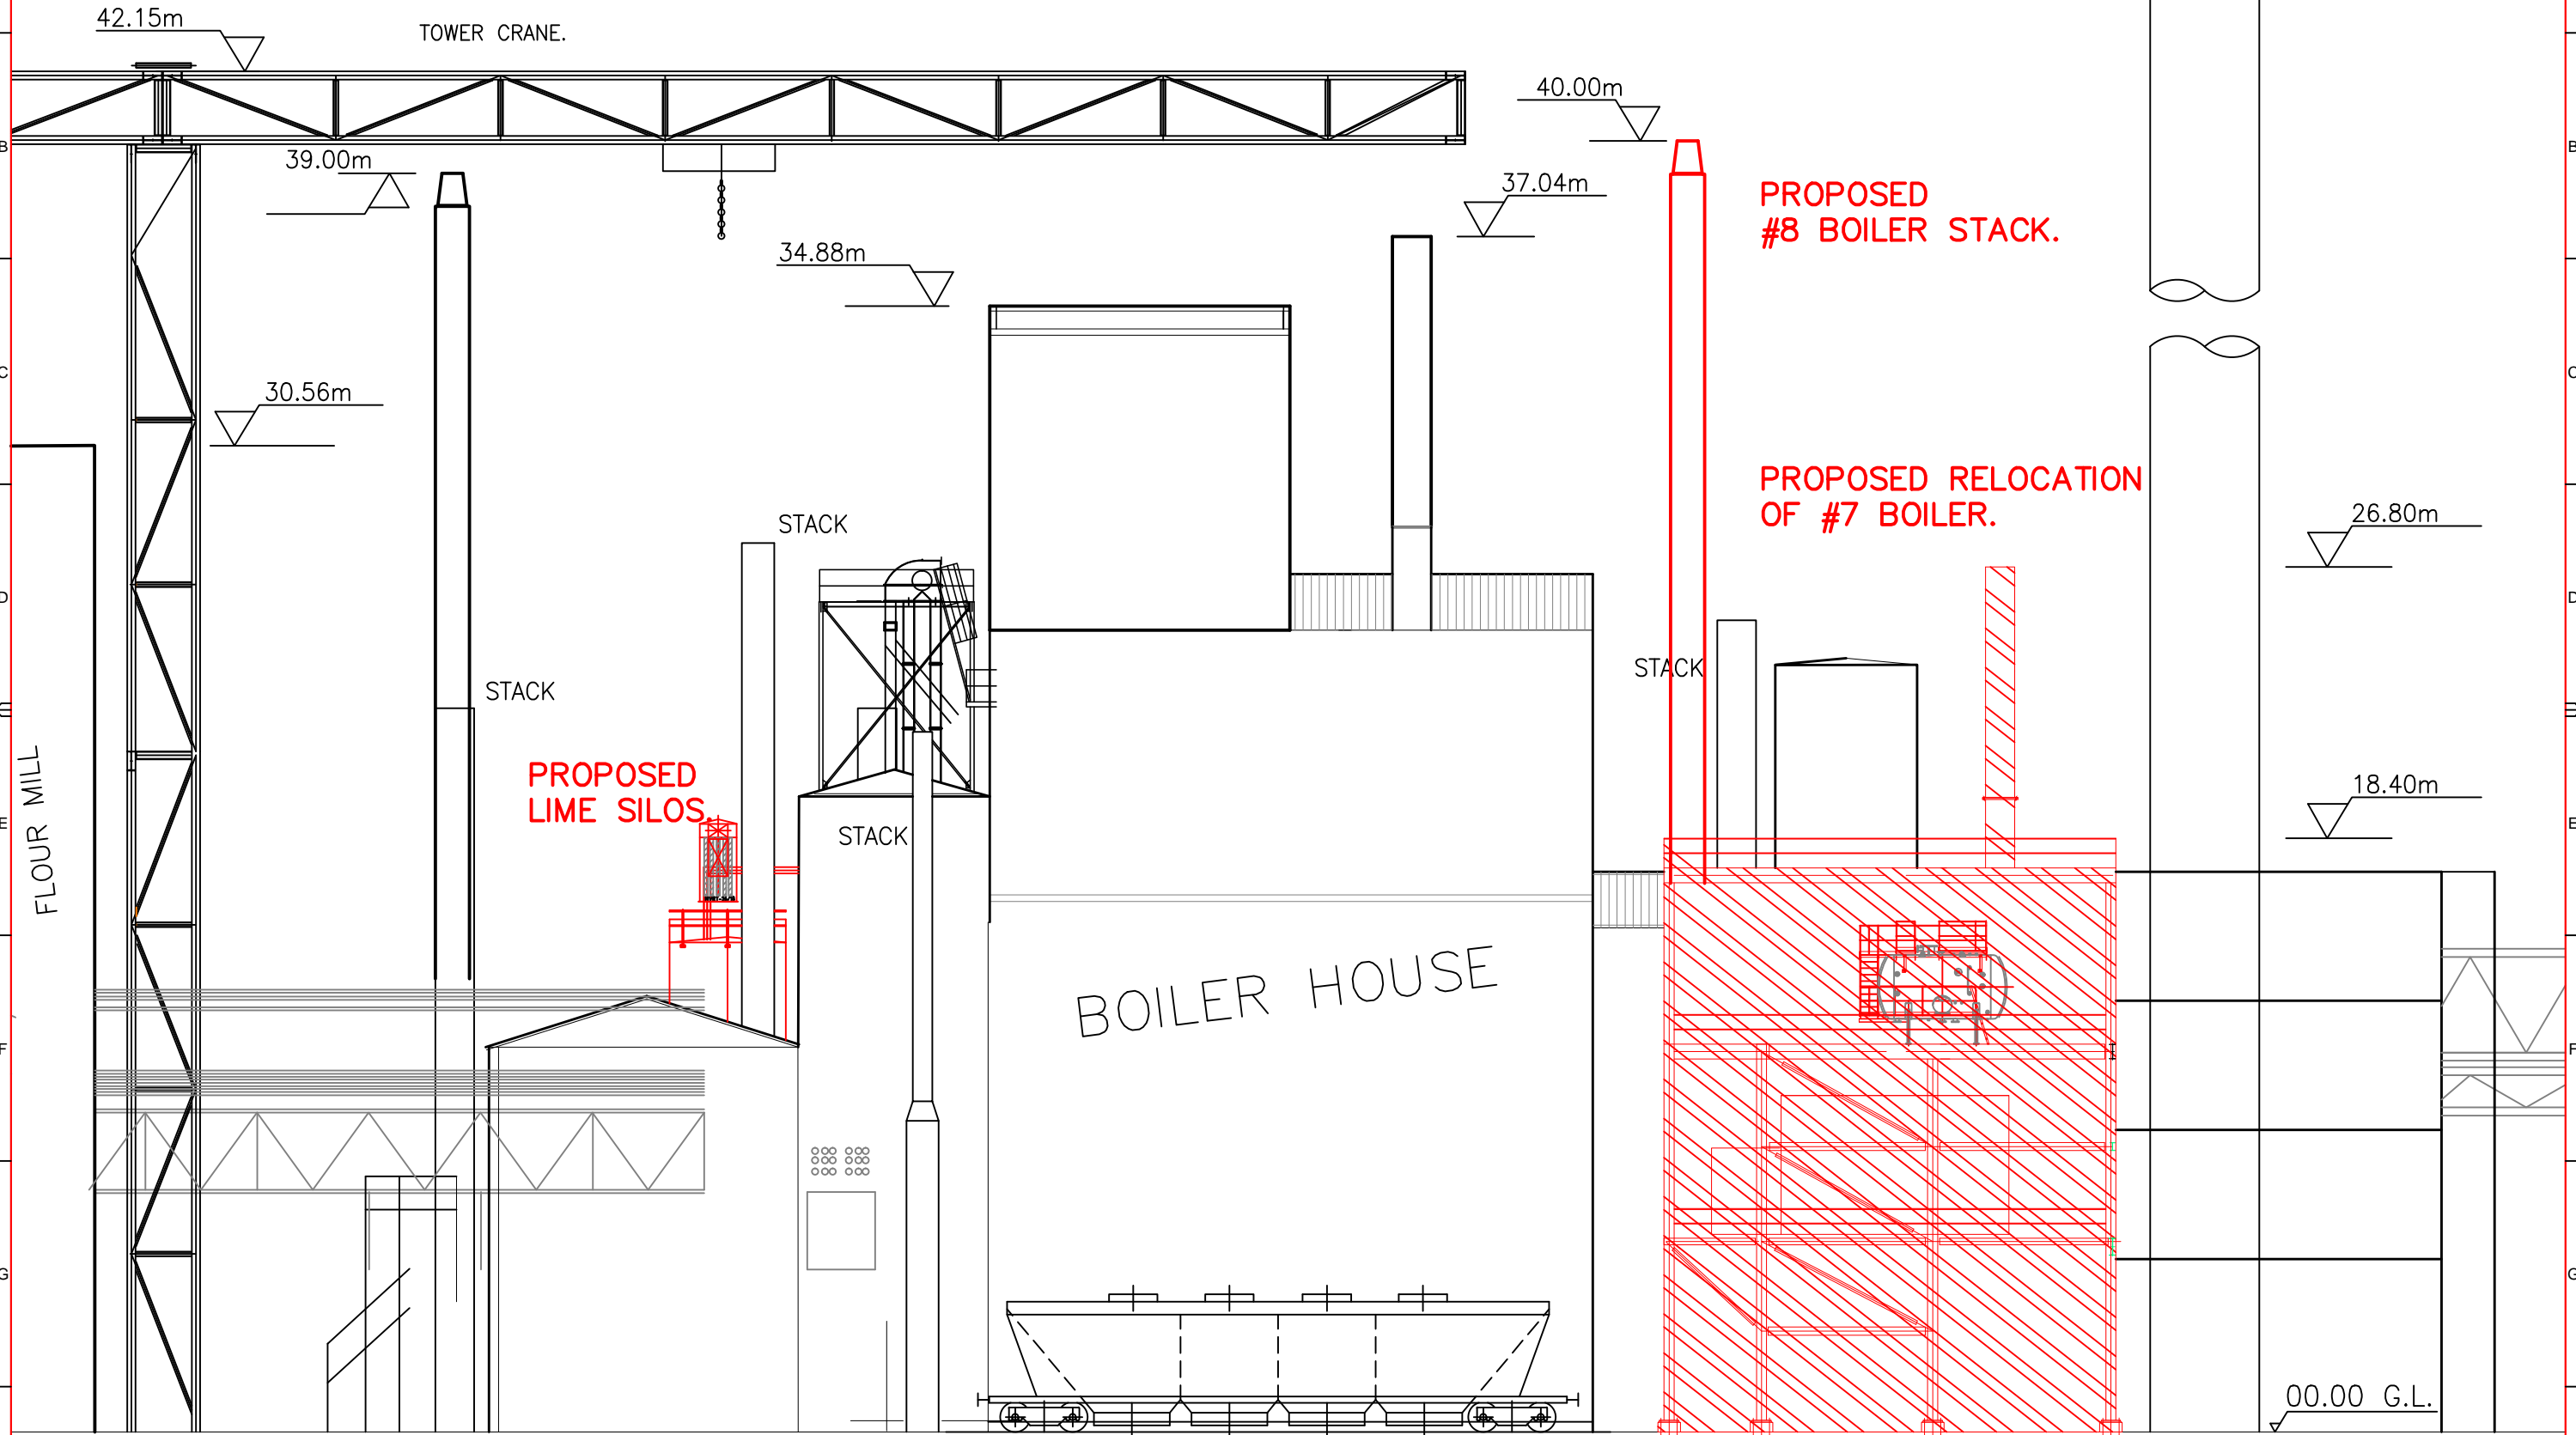 42.15m
TOWER CRANE.
40.00m
B
B
39.00m
37.04m
PROPOSED
#8 BOILER STACK.
34.88m
C
C
30.56m
PROPOSED RELOCATION
OF #7 BOILER.
26.80m
STACK
D
D
STACK
STACK
FLOUR MILL
PROPOSED
LIME SILOS.
18.40m
E
E
STACK
BOILER HOUSE
F
F
G
G
00.00 G.L.